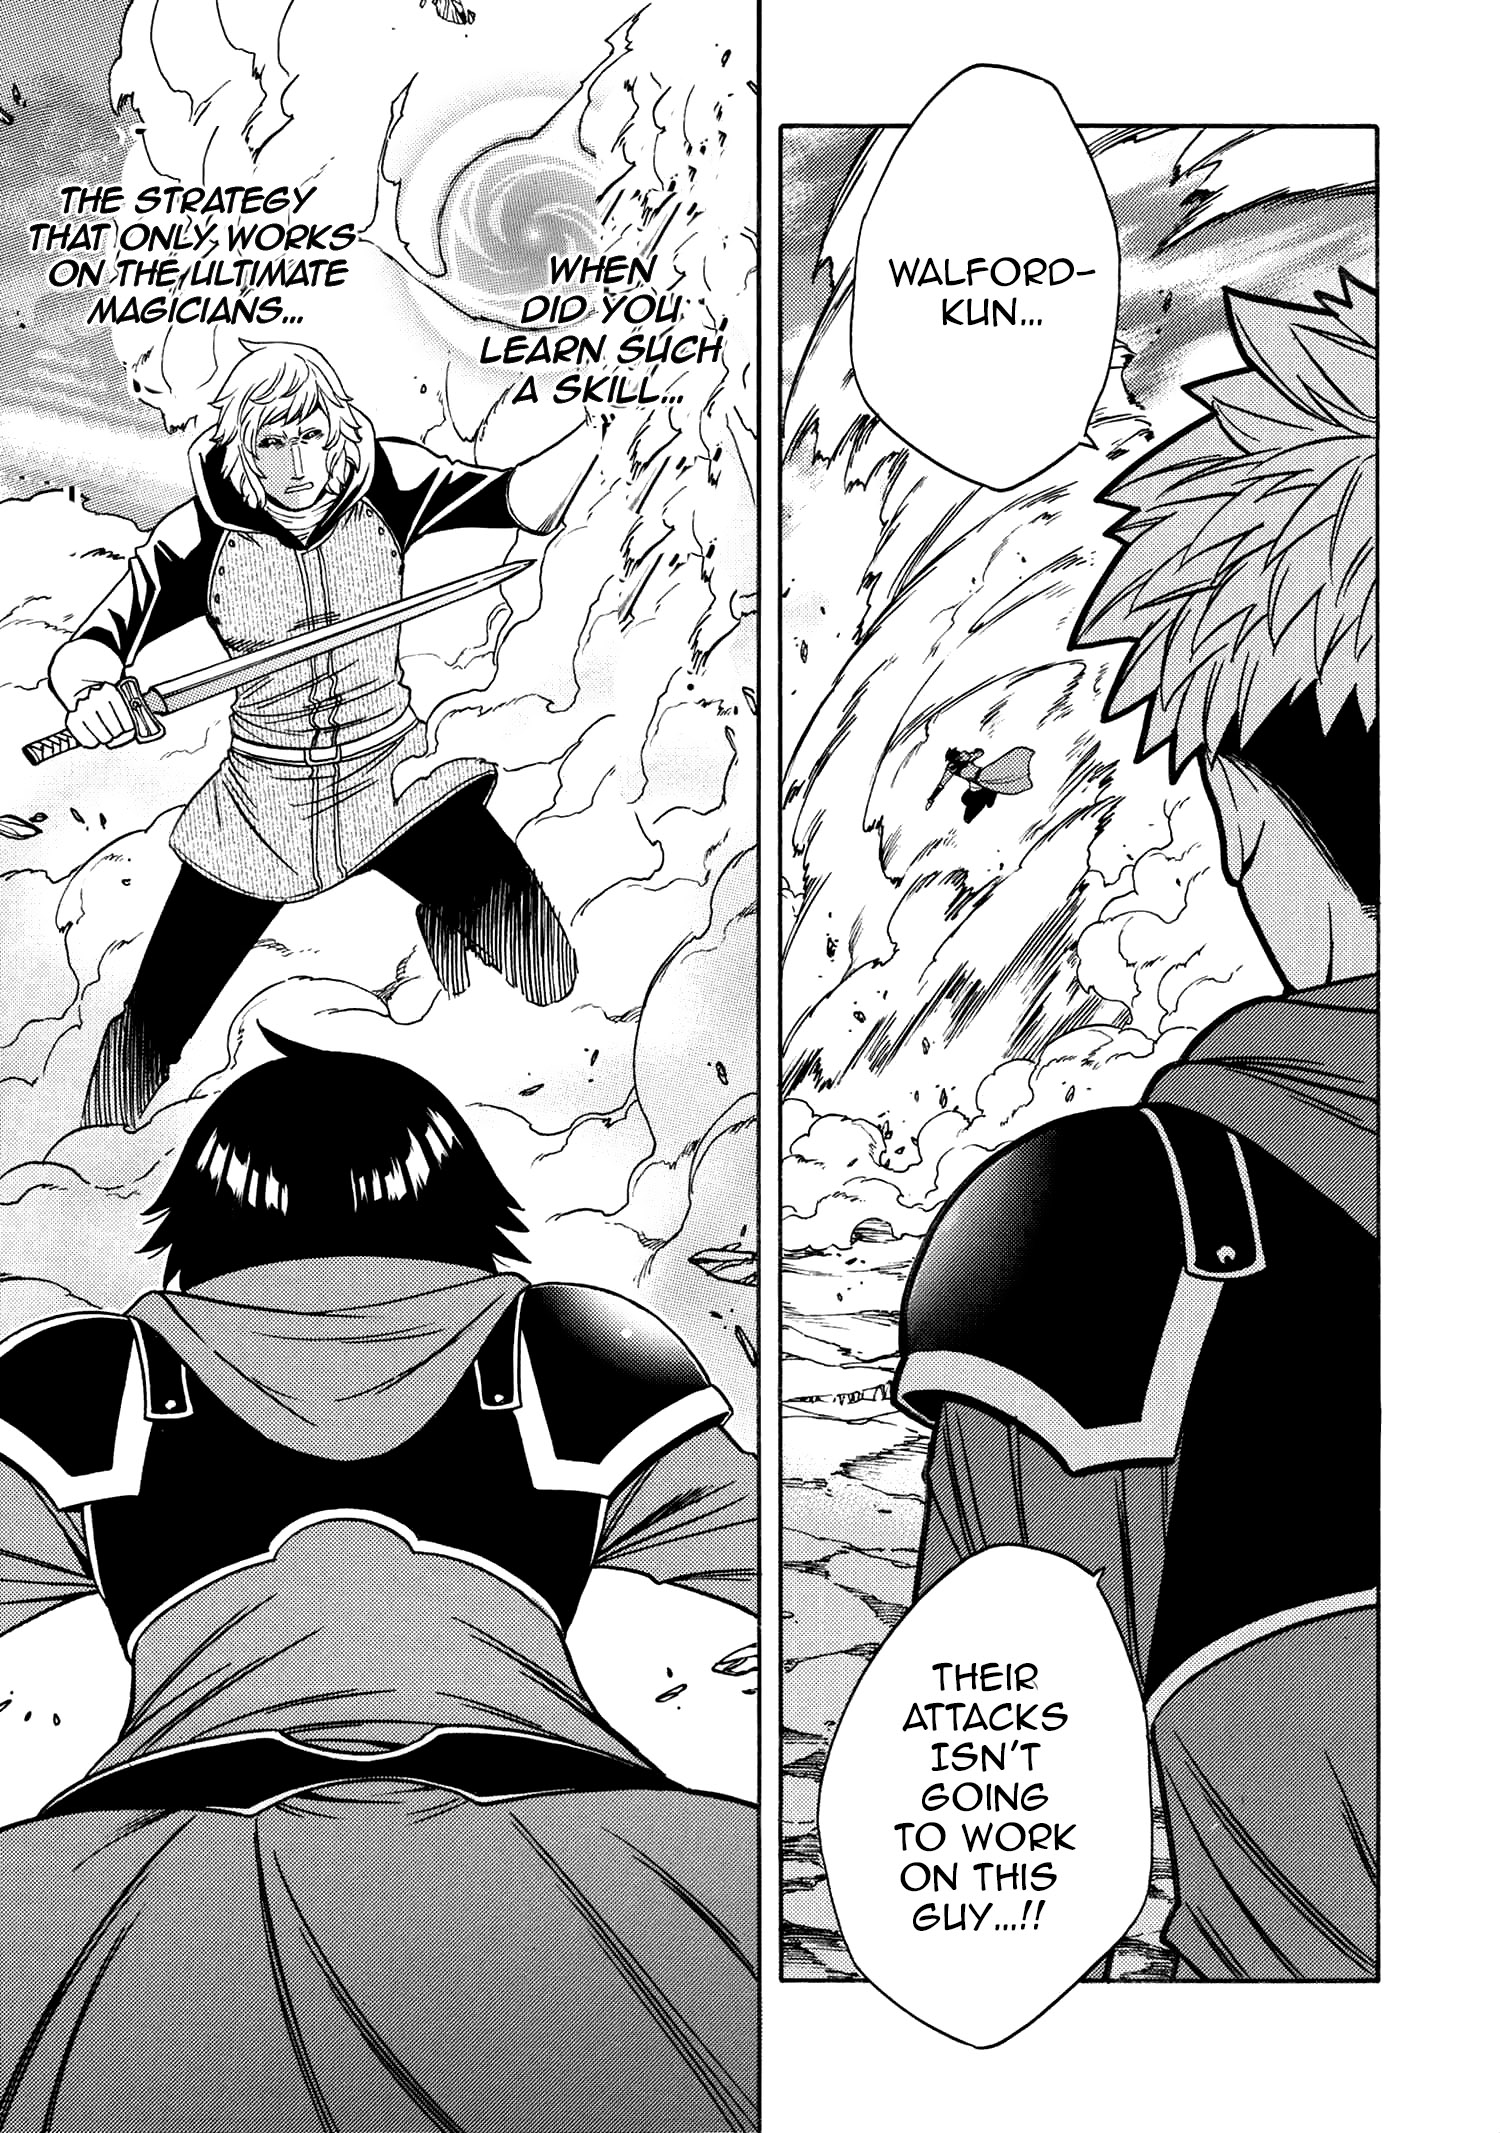 WALFORD-
KUN...
THEIR
ATTACKS
ISN'T
GOING
TO WORK
ON THIS
GUY...!!
WHEN
DID YOU
LEARN SUCH
A SKILL...
THE STRATEGY
THAT ONLY WORKS
ON THE ULTIMATE
MAGICIANS...